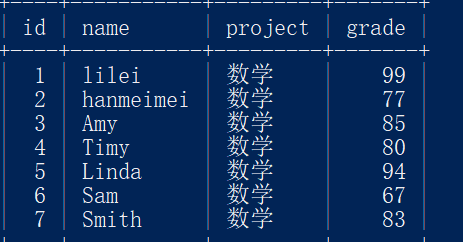 id name project grade
1 lilei 数学 99
2 hanmeimei 数学 77
3 Amy 数学 85
4 Timy 数学 80
5 Linda 数学 94
6 Sam 数学 67
7 Smith 数学 83